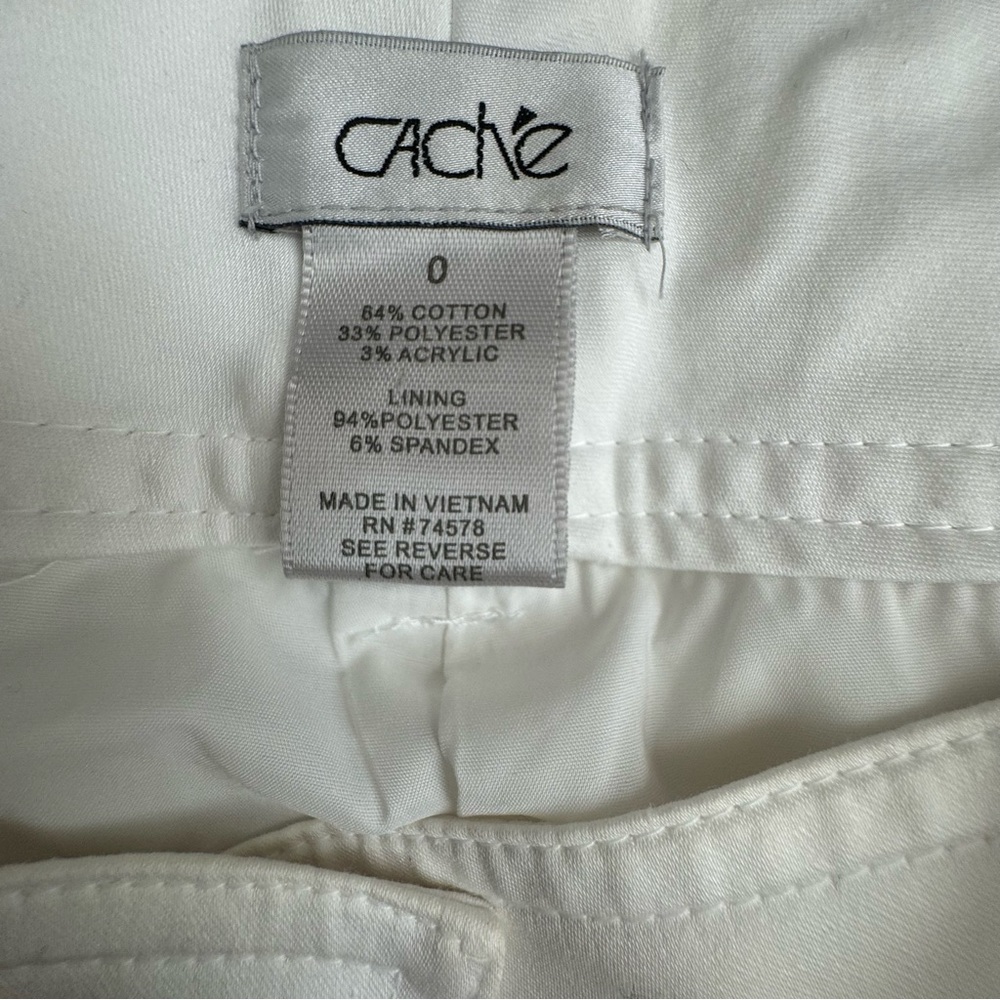 CAché
0
64% COTTON
33% POLYESTER
3% ACRYLIC
LINING
94%POLYESTER
6% SPANDEX
MADE IN VIETNAM
RN #74578
SEE REVERSE
FOR CARE